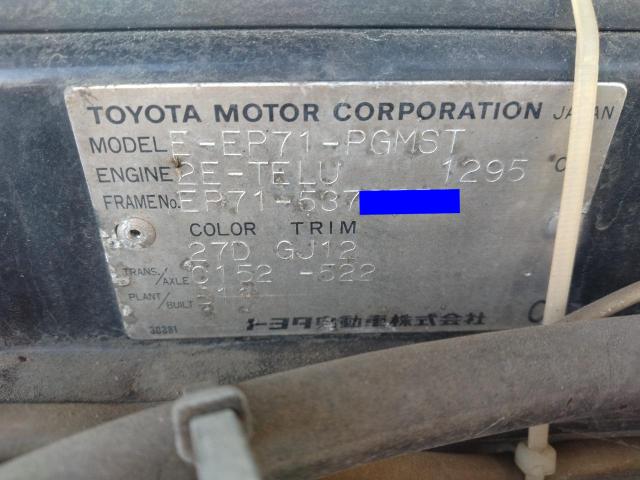 TOYOTA MOTOR CORPORATION JAPAN
MODEL E-EP71-PGMST
ENGINE 2E-TELU 1295 C
FRAME No. EP71-537
COLOR TRIM
27D GJ12
TRANS./AXLE C152 -522
PLANT/BUILT
30381 トヨタ自動車株式会社 C